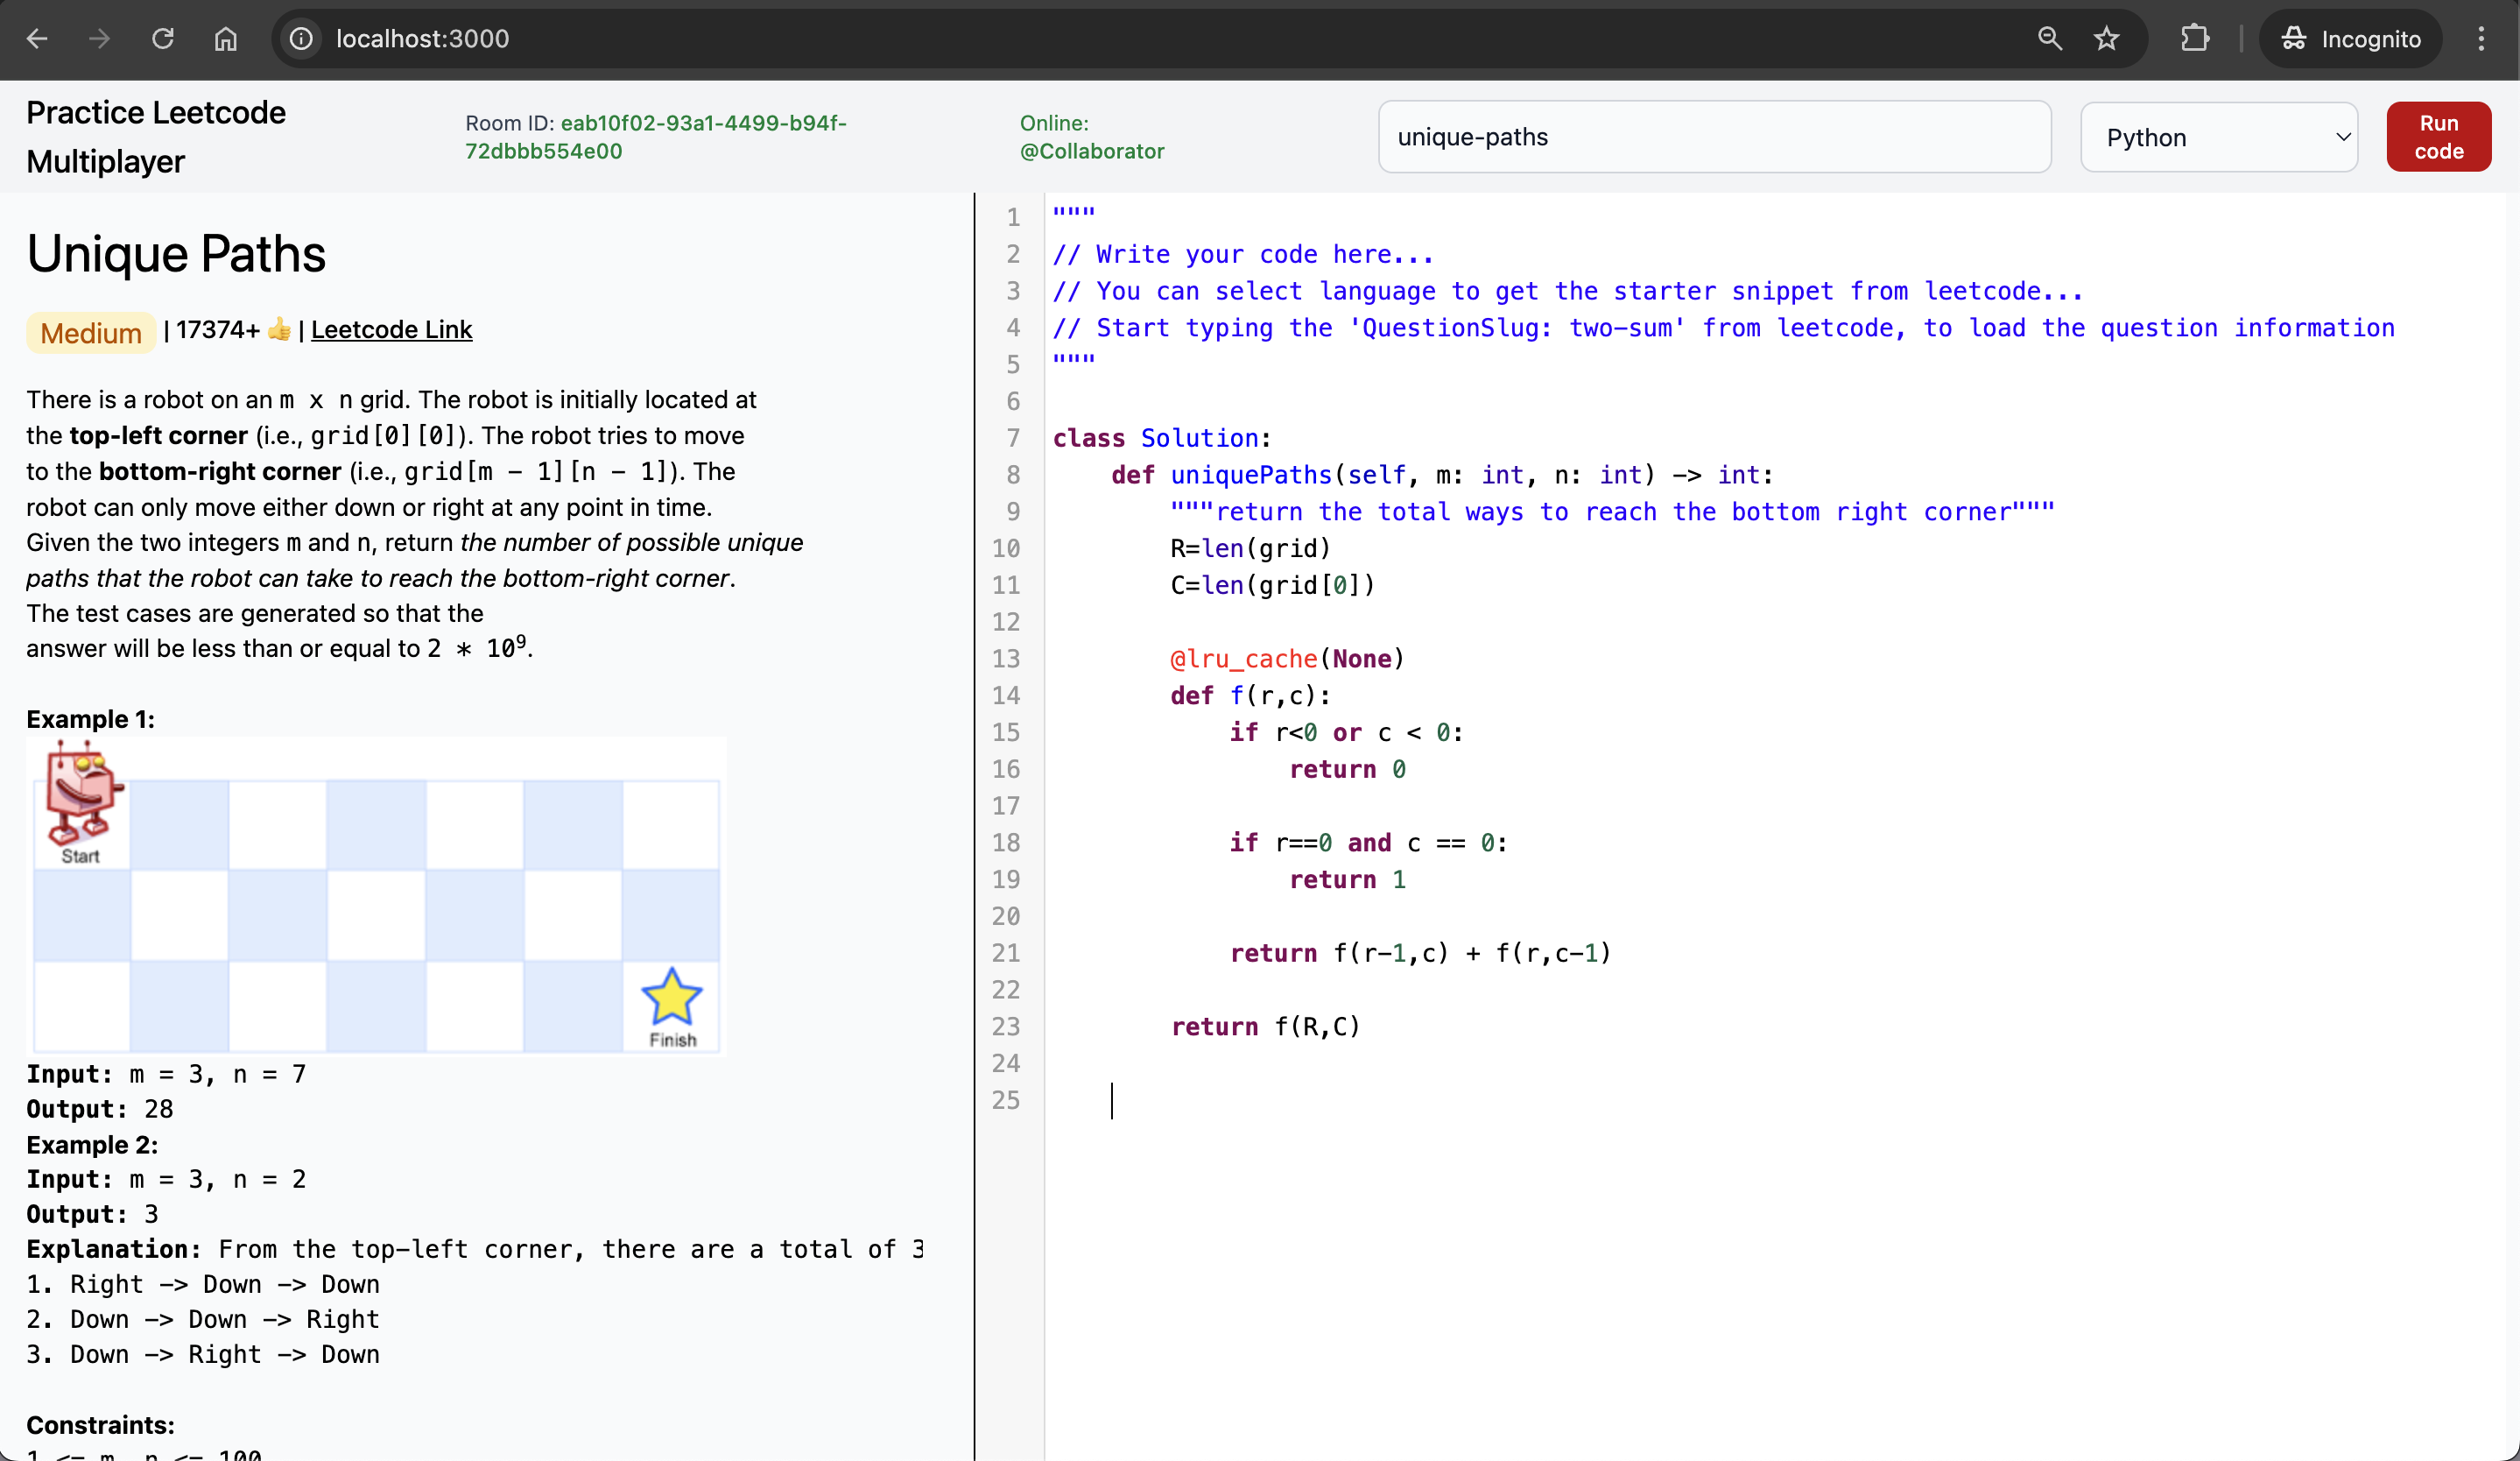 localhost:3000
Incognito
Practice Leetcode
Multiplayer
Room ID: eab10f02-93a1-4499-b94f-
72dbbb554e00
Online:
@Collaborator
unique-paths
Python
Run
code
Unique Paths
Medium | 17374+ 👍 | Leetcode Link
There is a robot on an m x n grid. The robot is initially located at
the top-left corner (i.e., grid[0][0]). The robot tries to move
to the bottom-right corner (i.e., grid[m - 1][n - 1]). The
robot can only move either down or right at any point in time.
Given the two integers m and n, return the number of possible unique
paths that the robot can take to reach the bottom-right corner.
The test cases are generated so that the
answer will be less than or equal to 2 * 10⁹.
Example 1:
Start
Finish
Input: m = 3, n = 7
Output: 28
Example 2:
Input: m = 3, n = 2
Output: 3
Explanation: From the top-left corner, there are a total of 3
1. Right -> Down -> Down
2. Down -> Down -> Right
3. Down -> Right -> Down
Constraints:
1 <= m, n <= 100
1 """
2 // Write your code here...
3 // You can select language to get the starter snippet from leetcode...
4 // Start typing the 'QuestionSlug: two-sum' from leetcode, to load the question information
5 """
6
7 class Solution:
8     def uniquePaths(self, m: int, n: int) -> int:
9         """return the total ways to reach the bottom right corner"""
10         R=len(grid)
11         C=len(grid[0])
12
13         @lru_cache(None)
14         def f(r,c):
15             if r<0 or c < 0:
16                 return 0
17
18             if r==0 and c == 0:
19                 return 1
20
21             return f(r-1,c) + f(r,c-1)
22
23         return f(R,C)
24
25